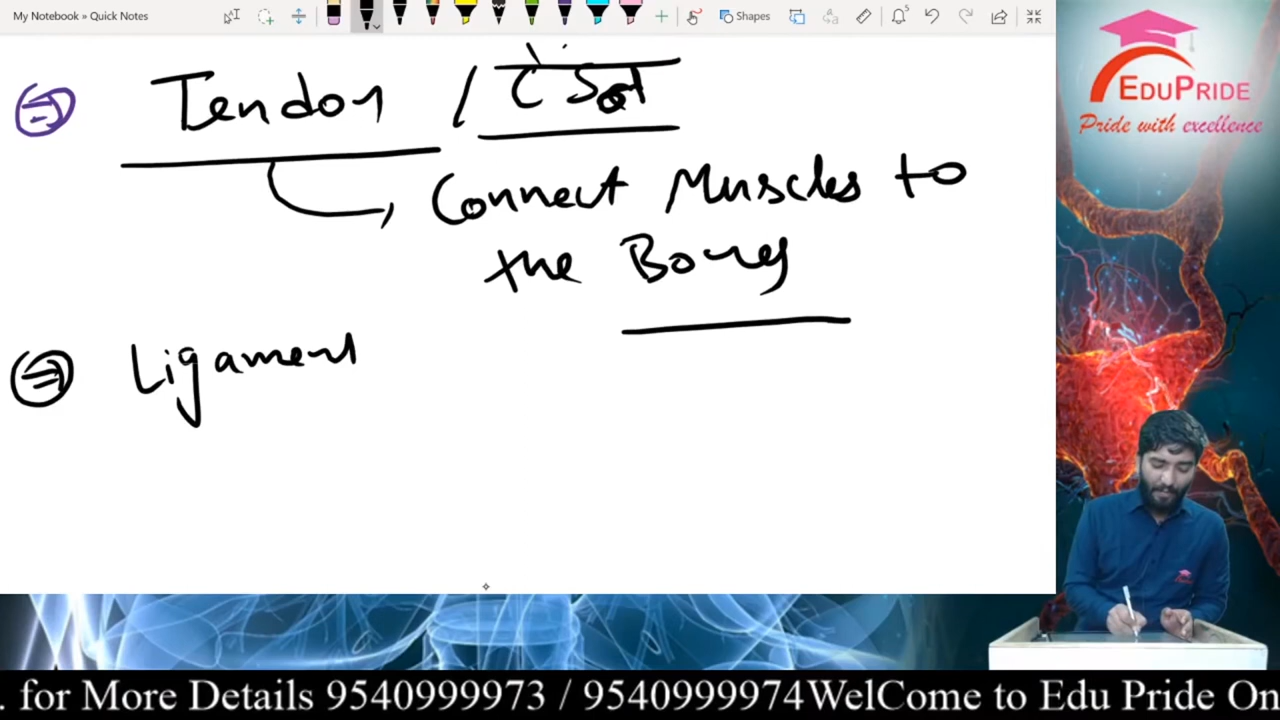 My Notebook » Quick Notes
Shapes
5
Tendon /
Connect Muscles to
the Bones
Ligament
EDUPRIDE
Pride with excellence
. for More Details 9540999973 / 9540999974WelCome to Edu Pride On